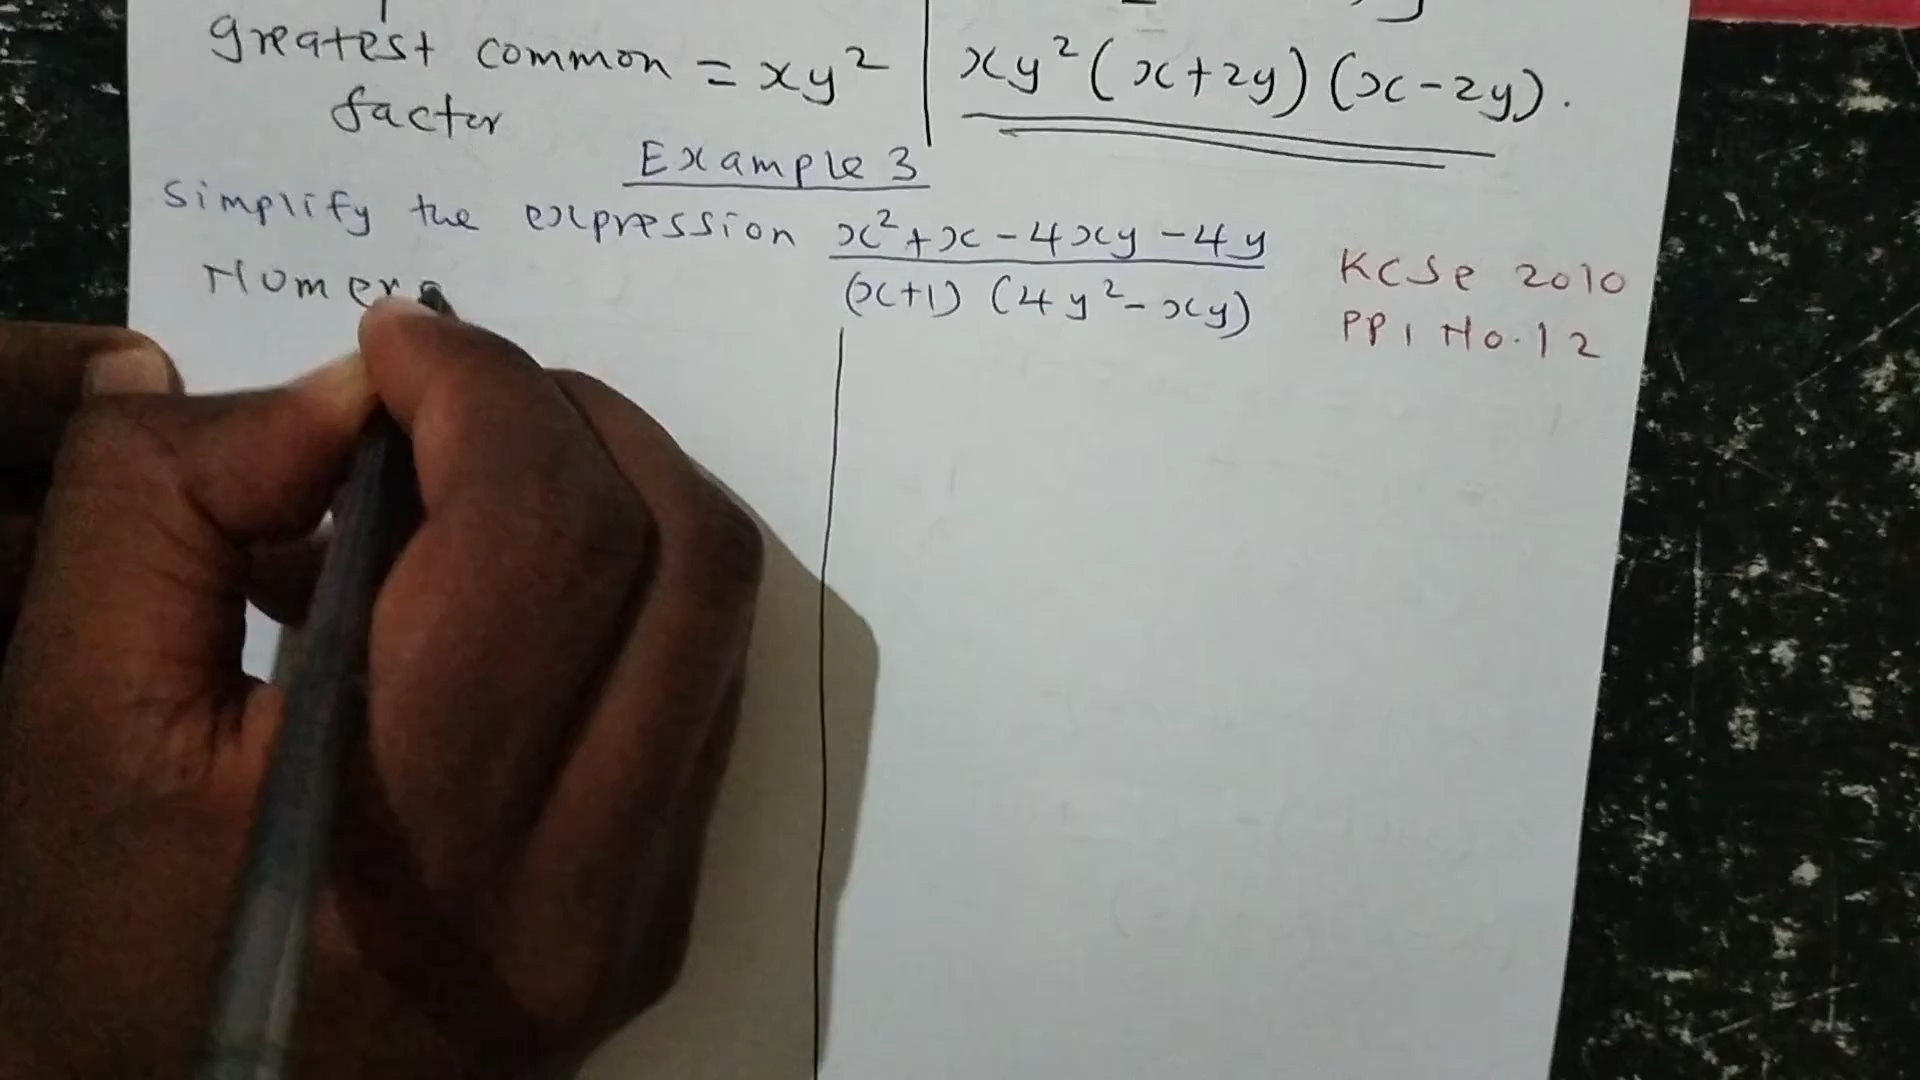 greatest common = xy² | xy²(x+2y)(x-2y).
factor
Example 3
Simplify the expression x²+x-4xy-4y
(x+1) (4y²-xy)
KCSE 2010
PP1 No.12
Numera